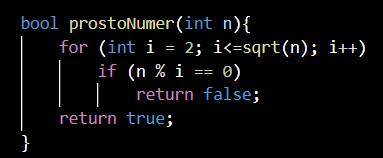 bool prostoNumer(int n){
    for (int i = 2; i<=sqrt(n); i++)
        if (n % i == 0)
            return false;
    return true;
}